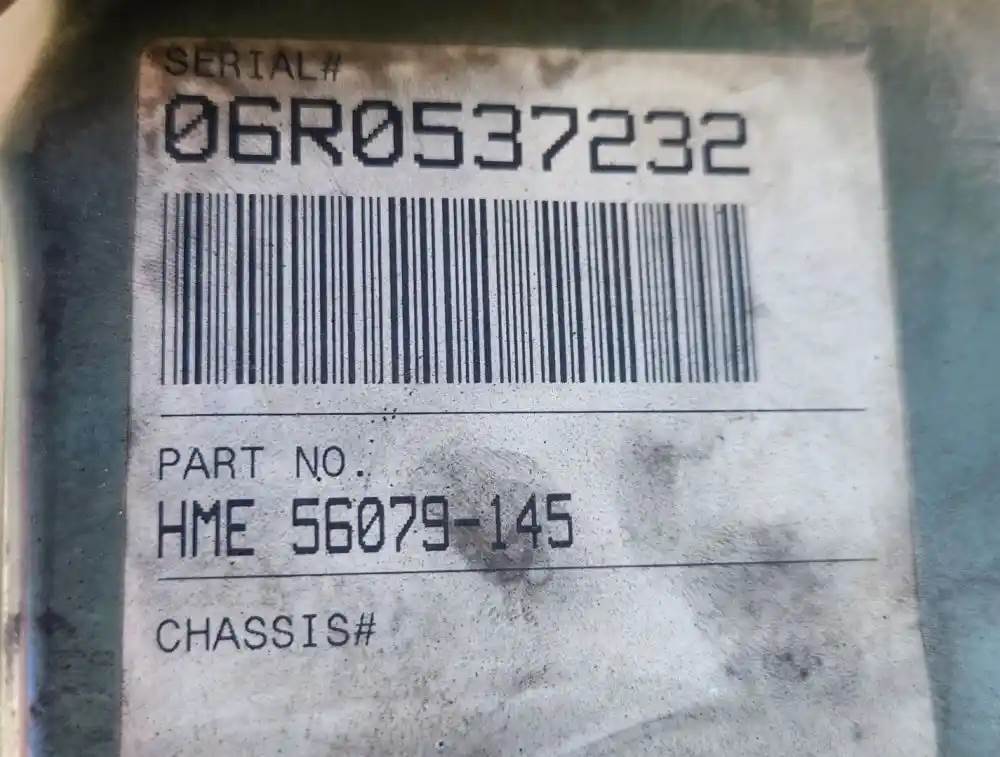 SERIAL#
06R0537232
PART NO.
HME 56079-145
CHASSIS#